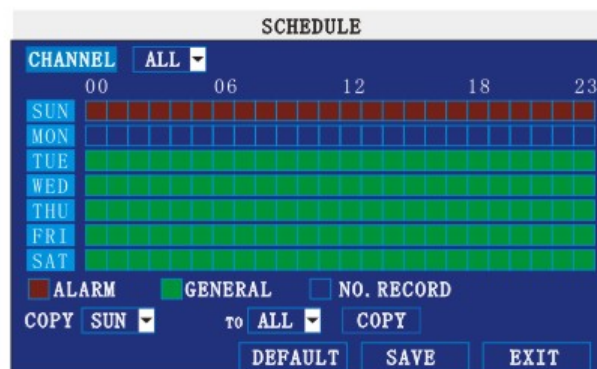 SCHEDULE
CHANNEL ALL
00 06 12 18 23
SUN
MON
TUE
WED
THU
FRI
SAT
ALARM GENERAL NO. RECORD
COPY SUN TO ALL COPY
DEFAULT SAVE EXIT